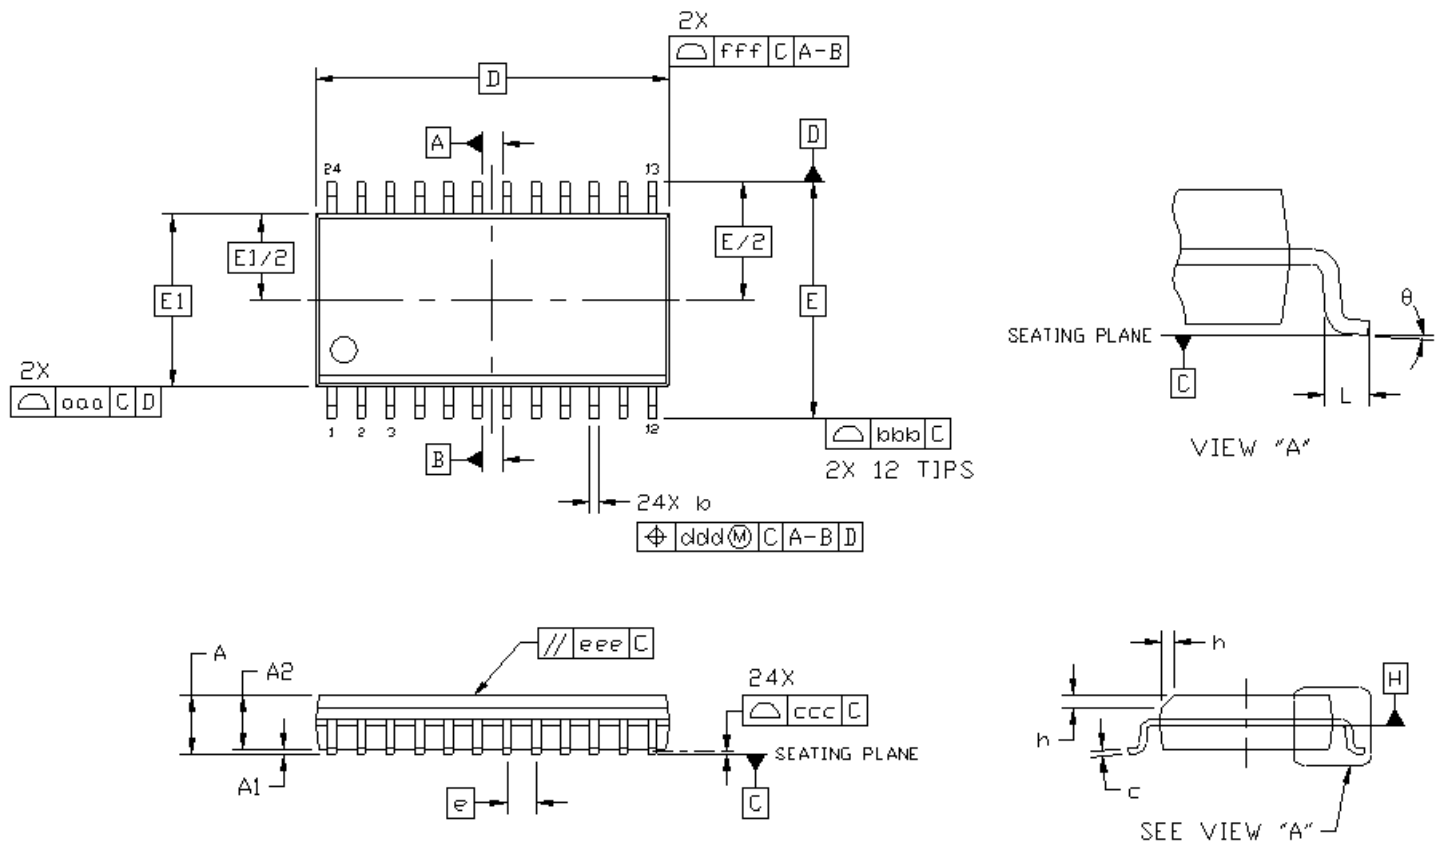 2X
fff C A-B
D
A
D
24
13
E1/2
E/2
E1
E
2X
aaa C D
1 2 3
12
bbb C
2X 12 TIPS
B
24X b
ddd M C A-B D
θ
SEATING PLANE
C
L
VIEW "A"
// eee C
A
A2
24X
ccc C
SEATING PLANE
A1
e
C
h
H
h
c
SEE VIEW "A"